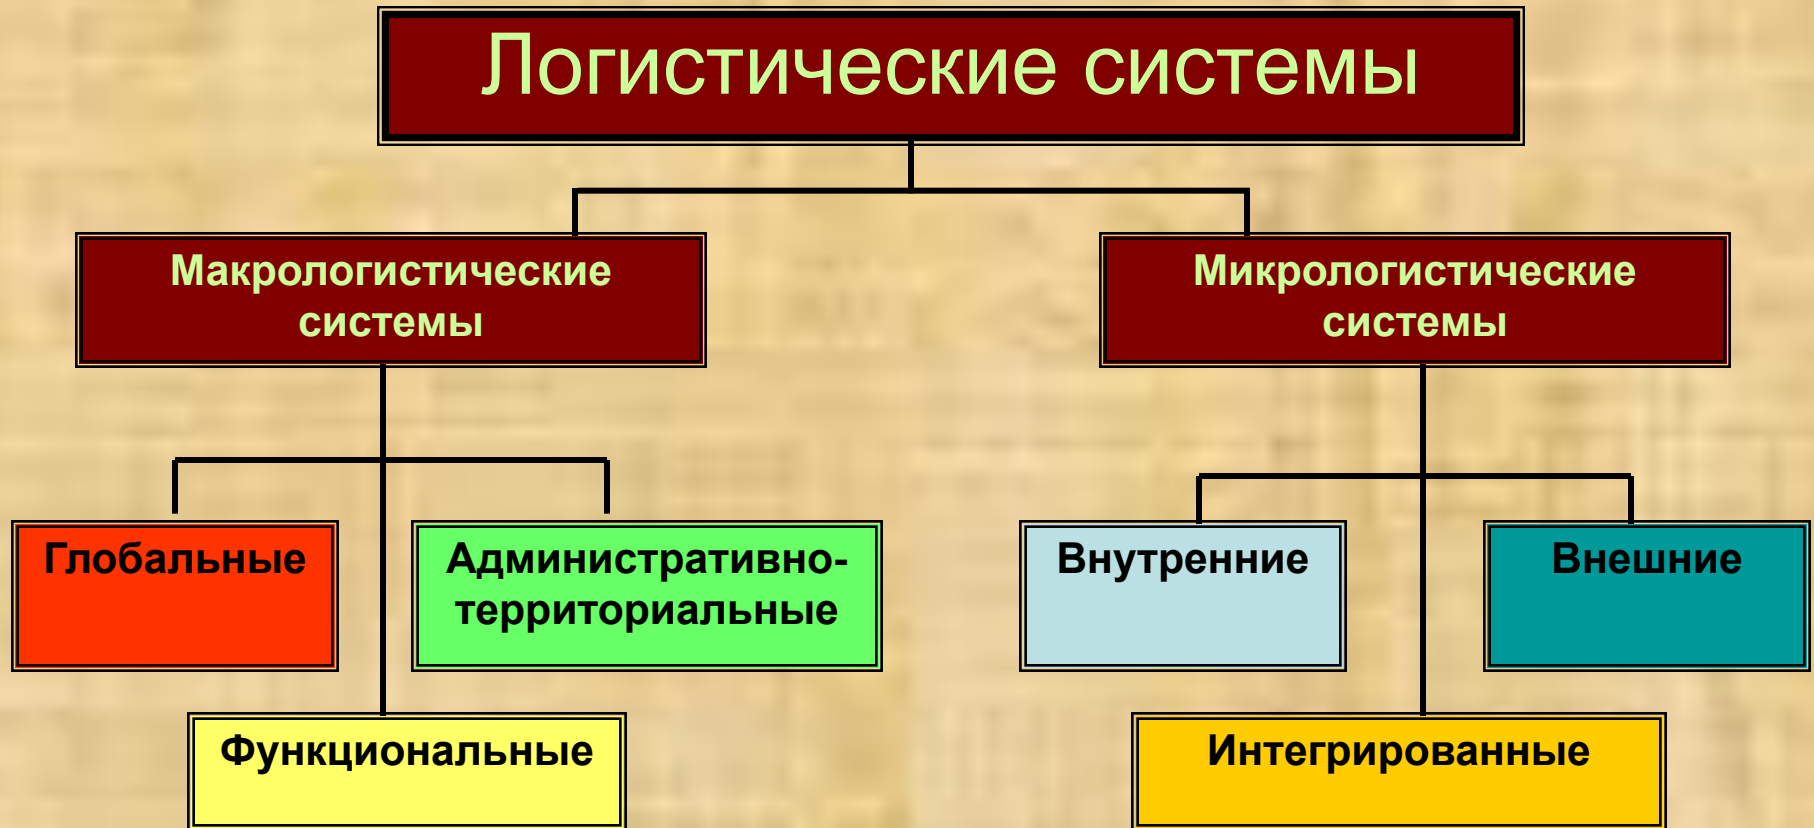 Логистические системы
Макрологистические
системы
Микрологистические
системы
Глобальные
Административно-
территориальные
Внутренние
Внешние
Функциональные
Интегрированные